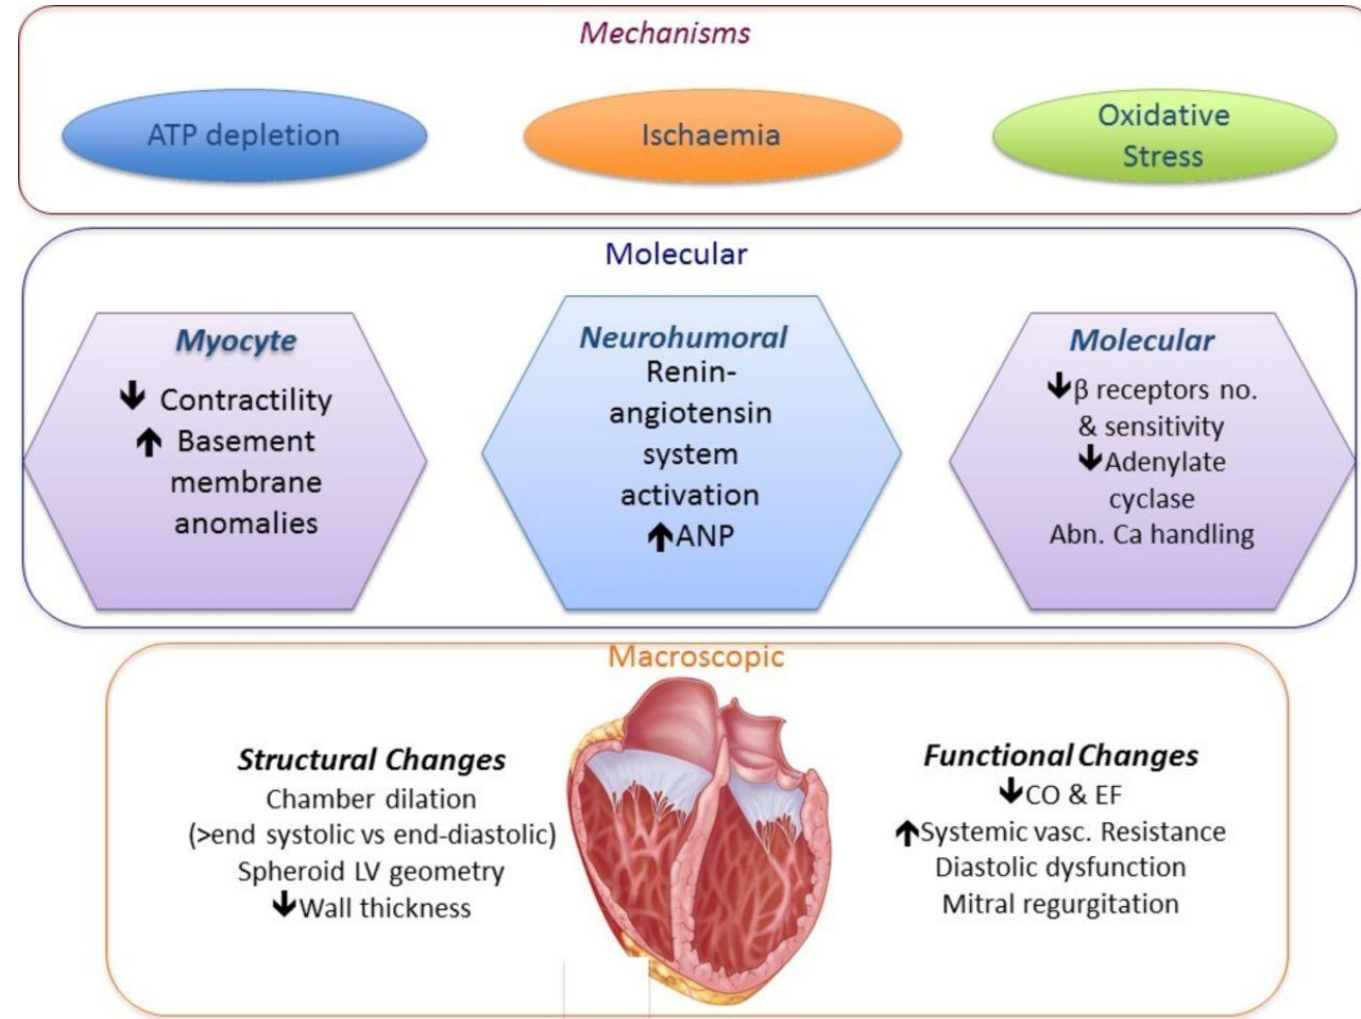 Mechanisms
ATP depletion
Ischaemia
Oxidative
Stress
Molecular
Myocyte
↓ Contractility
↑ Basement
membrane
anomalies
Neurohumoral
Renin-
angiotensin
system
activation
↑ANP
Molecular
↓β receptors no.
& sensitivity
↓Adenylate
cyclase
Abn. Ca handling
Macroscopic
Structural Changes
Chamber dilation
(>end systolic vs end-diastolic)
Spheroid LV geometry
↓Wall thickness
Functional Changes
↓CO & EF
↑Systemic vasc. Resistance
Diastolic dysfunction
Mitral regurgitation